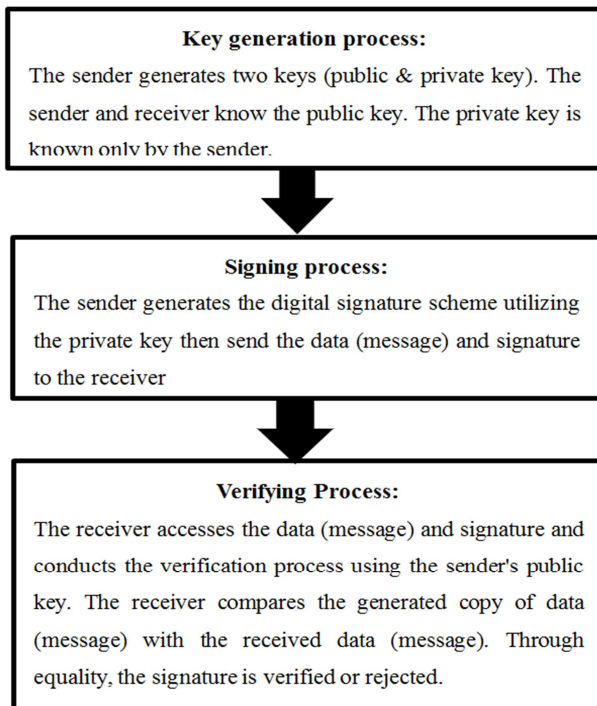 Key generation process:
The sender generates two keys (public & private key). The
sender and receiver know the public key. The private key is
known only by the sender.
Signing process:
The sender generates the digital signature scheme utilizing
the private key then send the data (message) and signature
to the receiver
Verifying Process:
The receiver accesses the data (message) and signature and
conducts the verification process using the sender's public
key. The receiver compares the generated copy of data
(message) with the received data (message). Through
equality, the signature is verified or rejected.